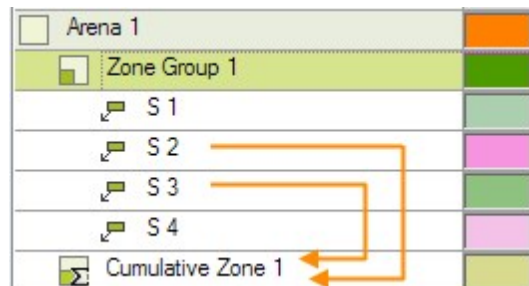 Arena 1
Zone Group 1
S 1
S 2
S 3
S 4
Cumulative Zone 1